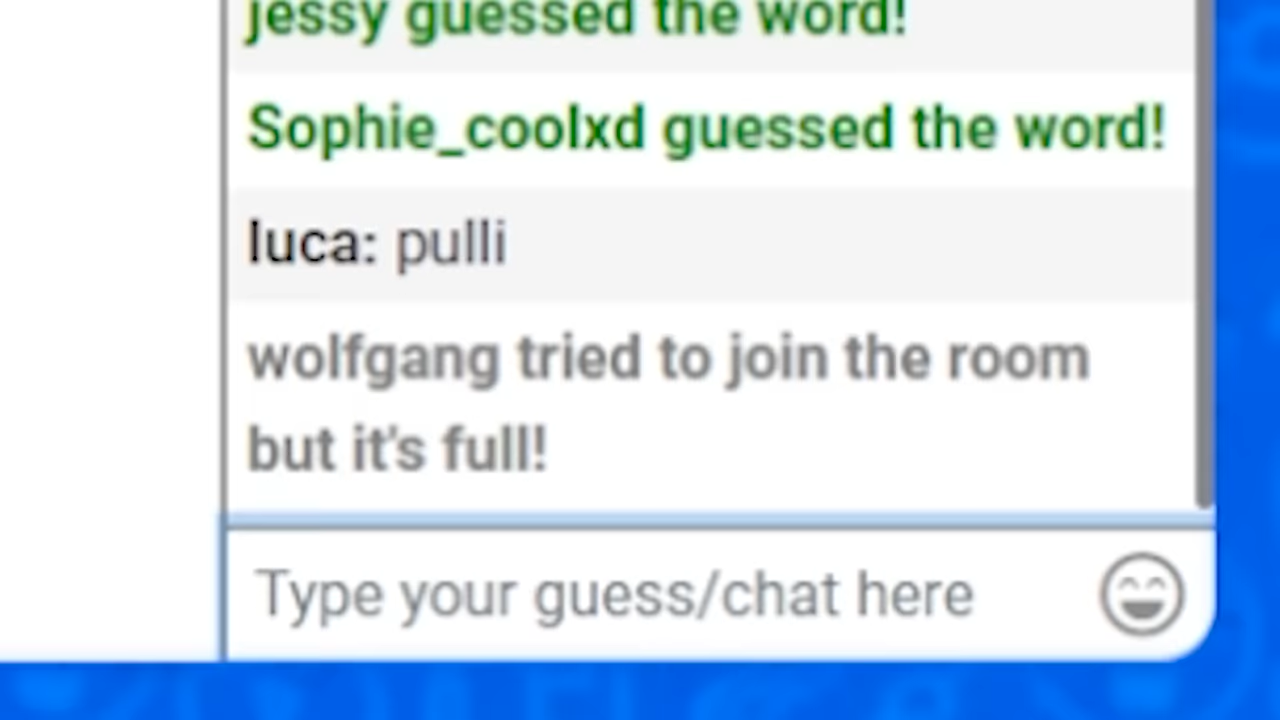 jessy guessed the word!
Sophie_coolxd guessed the word!
luca: pulli
wolfgang tried to join the room
but it's full!
Type your guess/chat here